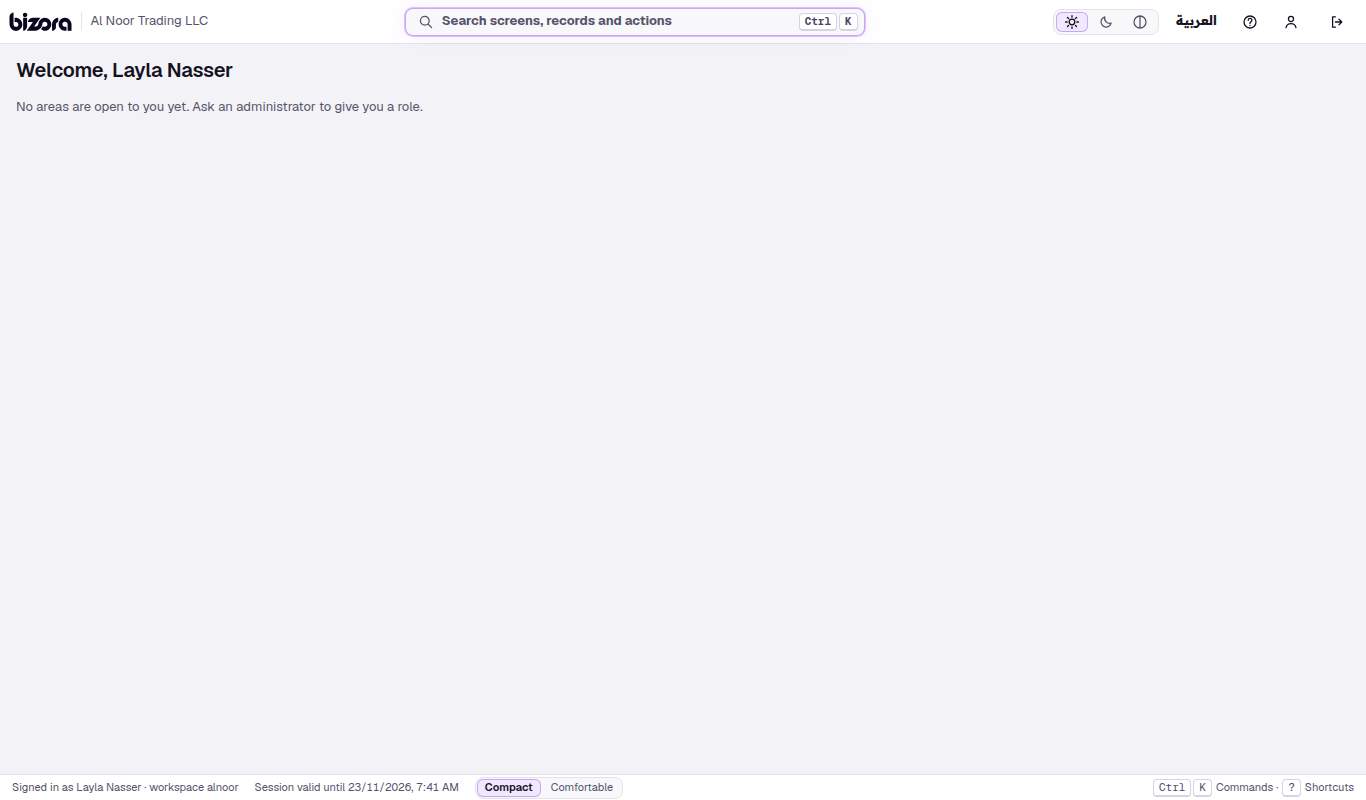 bizora Al Noor Trading LLC Search screens, records and actions Ctrl K العربية
Welcome, Layla Nasser
No areas are open to you yet. Ask an administrator to give you a role.
Signed in as Layla Nasser · workspace alnoor Session valid until 23/11/2026, 7:41 AM Compact Comfortable Ctrl K Commands · ? Shortcuts